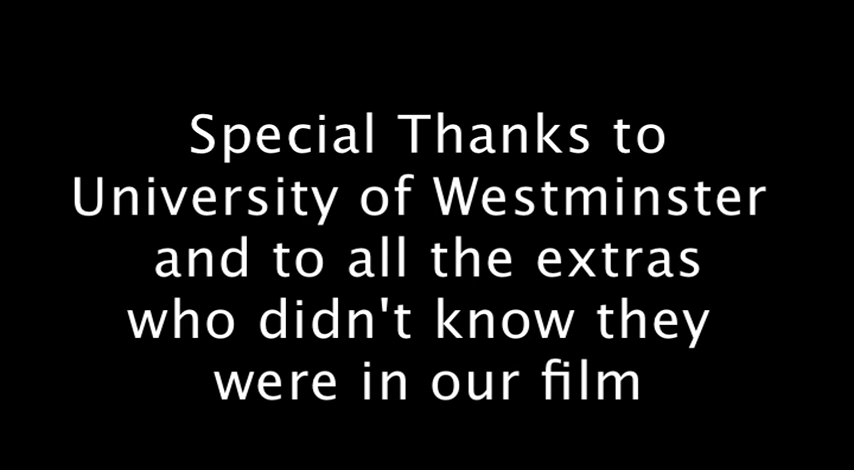 Special Thanks to
University of Westminster
and to all the extras
who didn't know they
were in our film